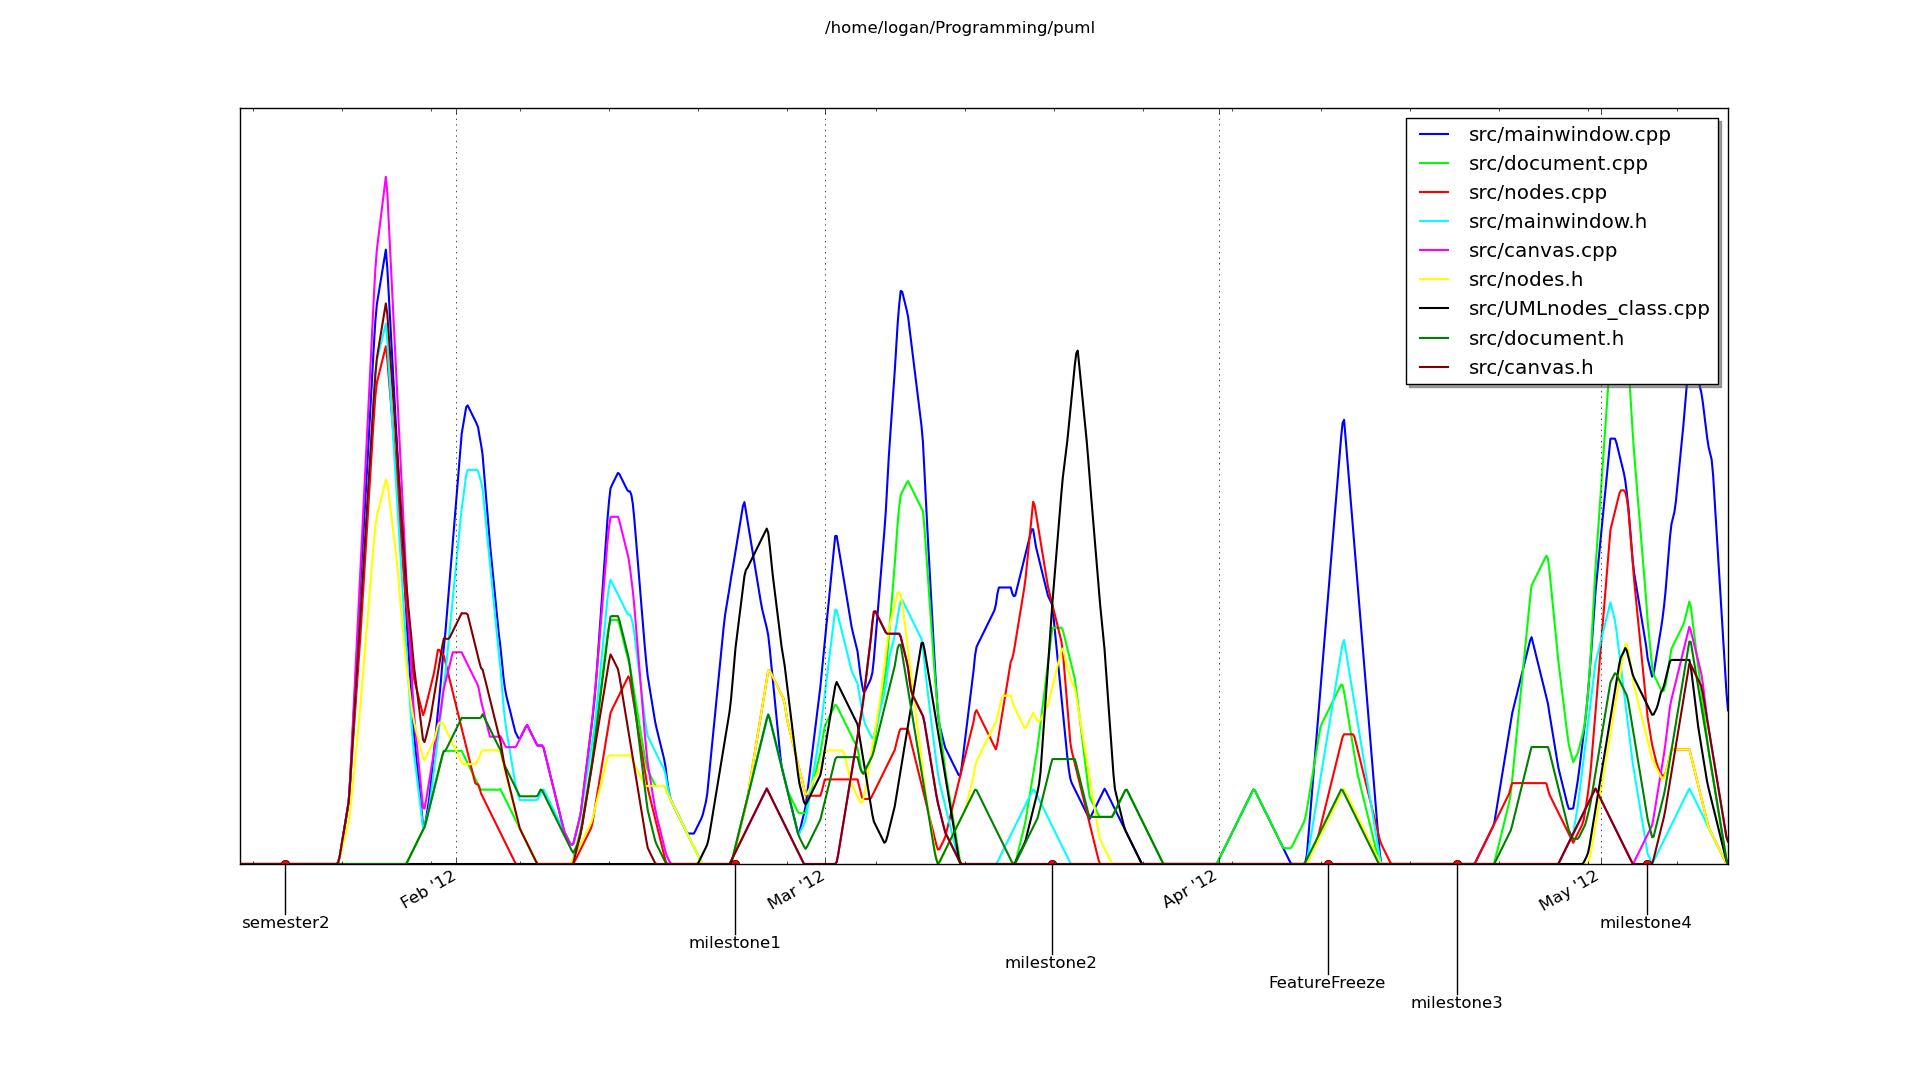 /home/logan/Programming/puml
src/mainwindow.cpp
src/document.cpp
src/nodes.cpp
src/mainwindow.h
src/canvas.cpp
src/nodes.h
src/UMLnodes_class.cpp
src/document.h
src/canvas.h
Feb '12
Mar '12
Apr '12
May '12
semester2
milestone1
milestone2
FeatureFreeze
milestone3
milestone4